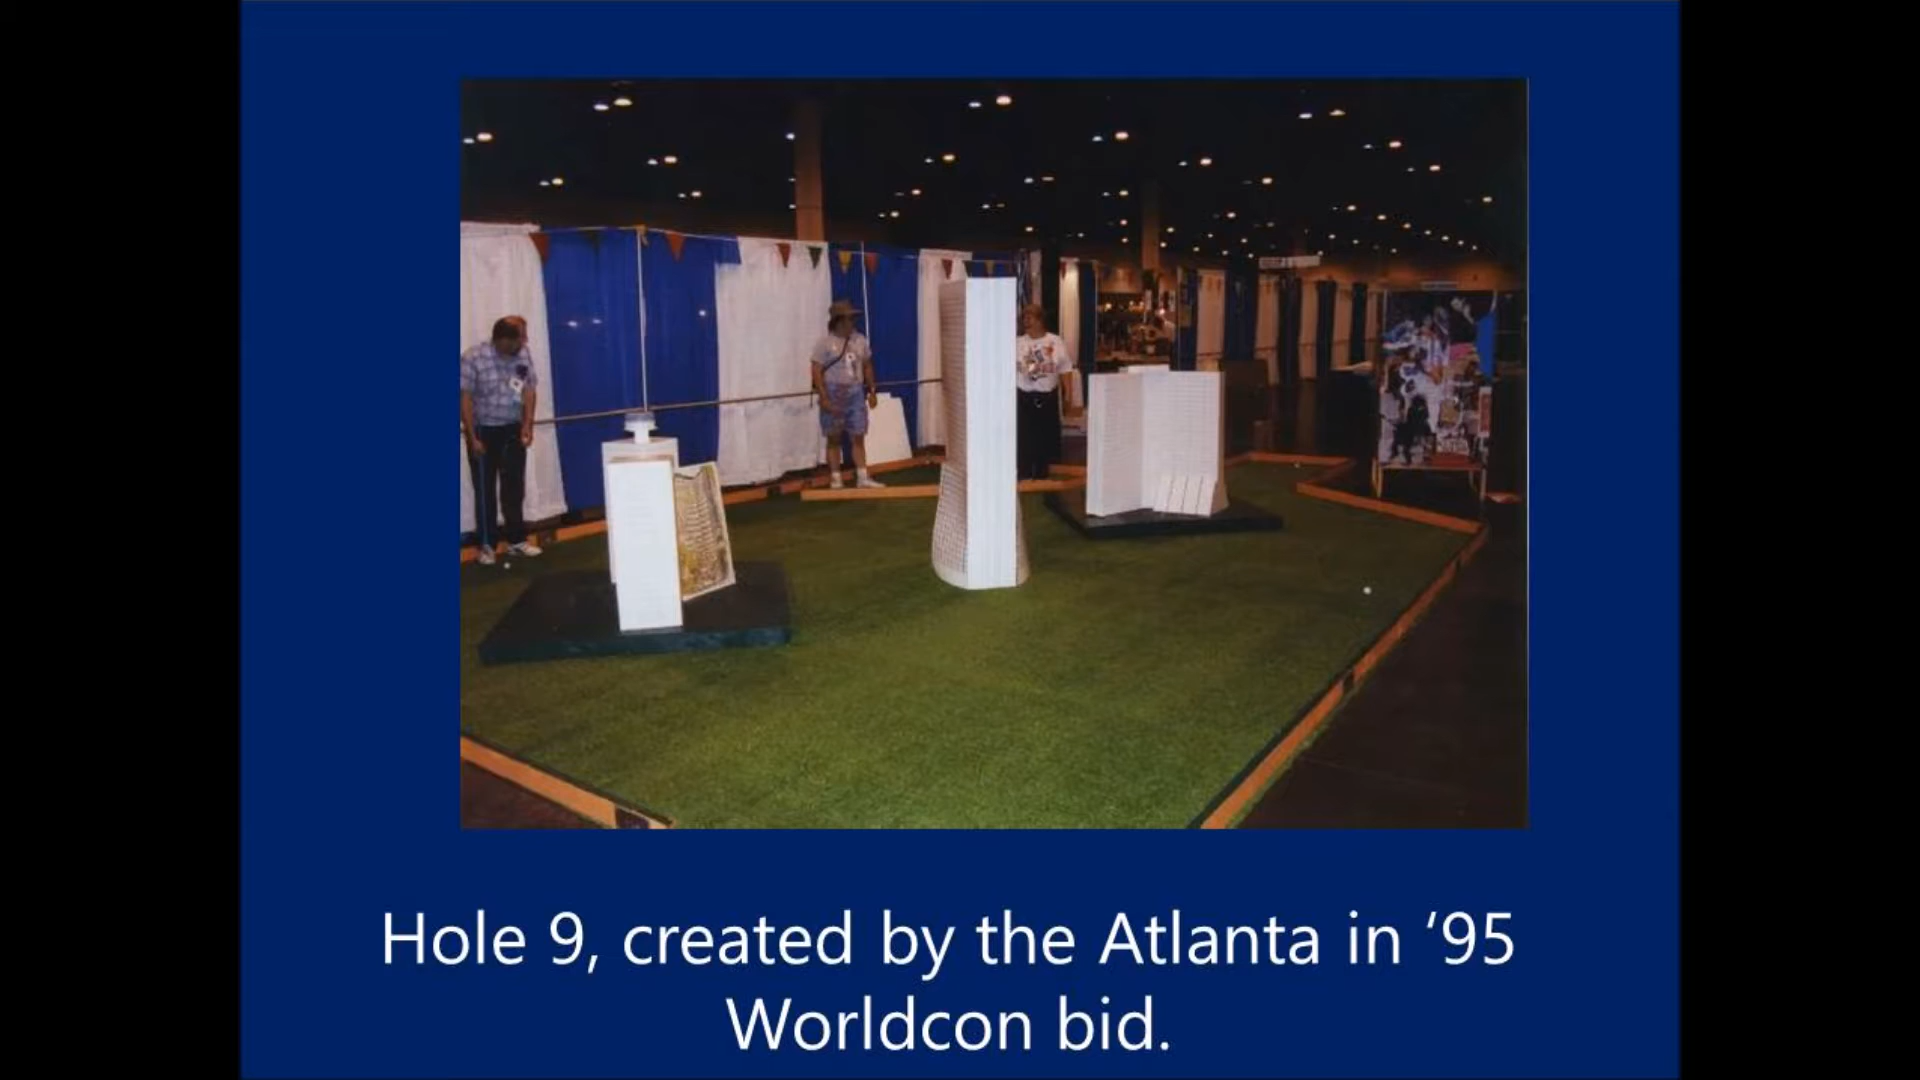 Hole 9, created by the Atlanta in ‘95
Worldcon bid.